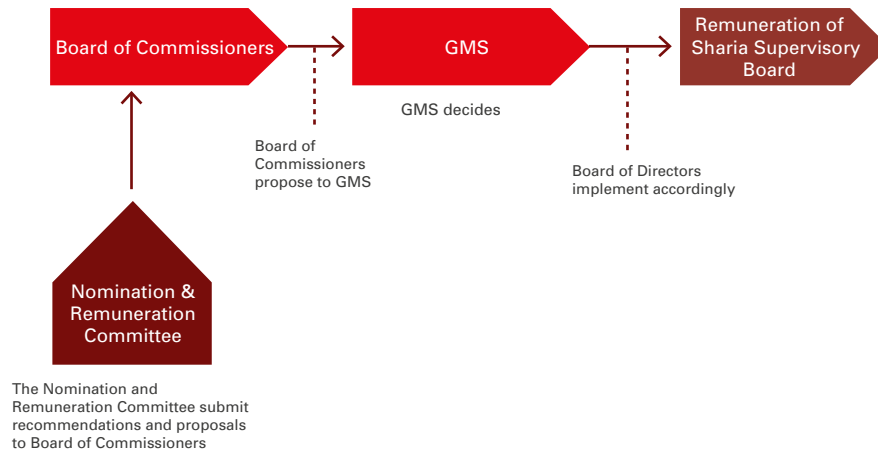 Board of Commissioners
GMS
Remuneration of
Sharia Supervisory
Board
GMS decides
Board of
Commissioners
propose to GMS
Board of Directors
implement accordingly
Nomination &
Remuneration
Committee
The Nomination and
Remuneration Committee submit
recommendations and proposals
to Board of Commissioners